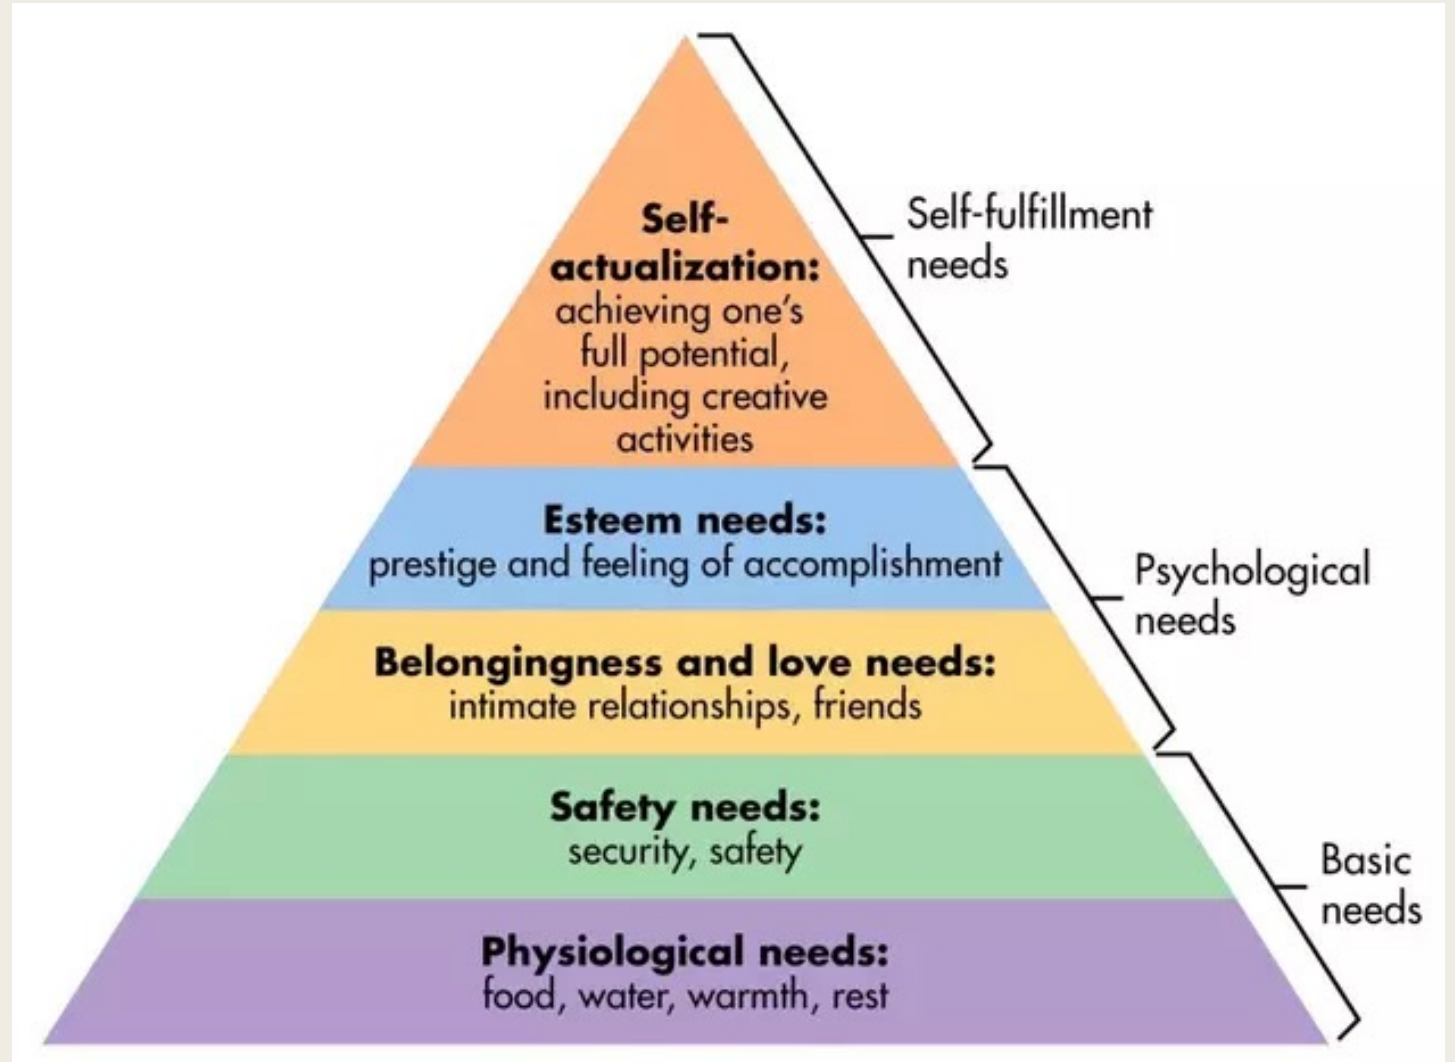 Self-
actualization:
achieving one's
full potential,
including creative
activities
Self-fulfillment
needs
Esteem needs:
prestige and feeling of accomplishment
Psychological
needs
Belongingness and love needs:
intimate relationships, friends
Safety needs:
security, safety
Basic
needs
Physiological needs:
food, water, warmth, rest